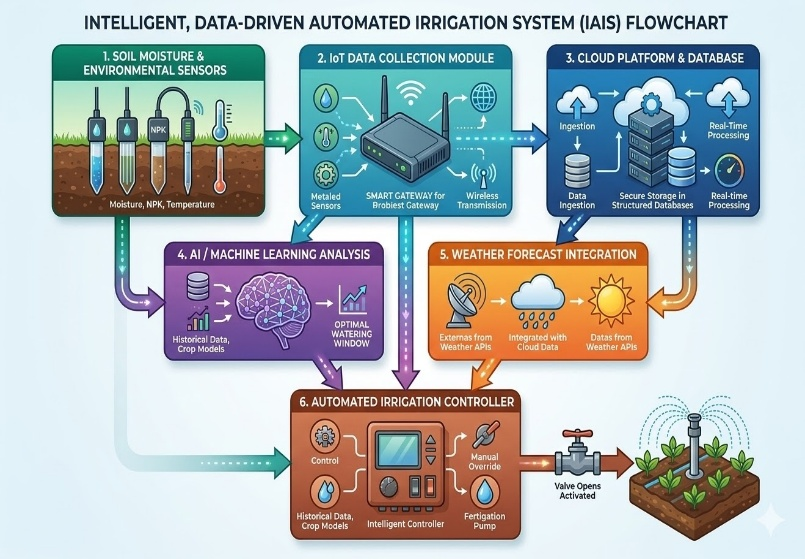 INTELLIGENT, DATA-DRIVEN AUTOMATED IRRIGATION SYSTEM (IAIS) FLOWCHART
1. SOIL MOISTURE &
ENVIRONMENTAL SENSORS
NPK
Moisture, NPK, Temperature
2. IoT DATA COLLECTION MODULE
Metaled
Sensors
SMART GATEWAY for
Brobiest Gateway
Wireless
Transmission
3. CLOUD PLATFORM & DATABASE
Ingestion
Real-Time
Processing
Data
Ingestion
Secure Storage in
Structured Databases
Real-time
Processing
4. AI / MACHINE LEARNING ANALYSIS
Historical Data,
Crop Models
OPTIMAL
WATERING
WINDOW
5. WEATHER FORECAST INTEGRATION
Externas from
Weather APIs
Integrated with
Cloud Data
Datas from
Weather APIs
6. AUTOMATED IRRIGATION CONTROLLER
Control
Manual
Override
Historical Data,
Crop Models
Intelligent Controller
Fertigation
Pump
Valve Opens
Activated